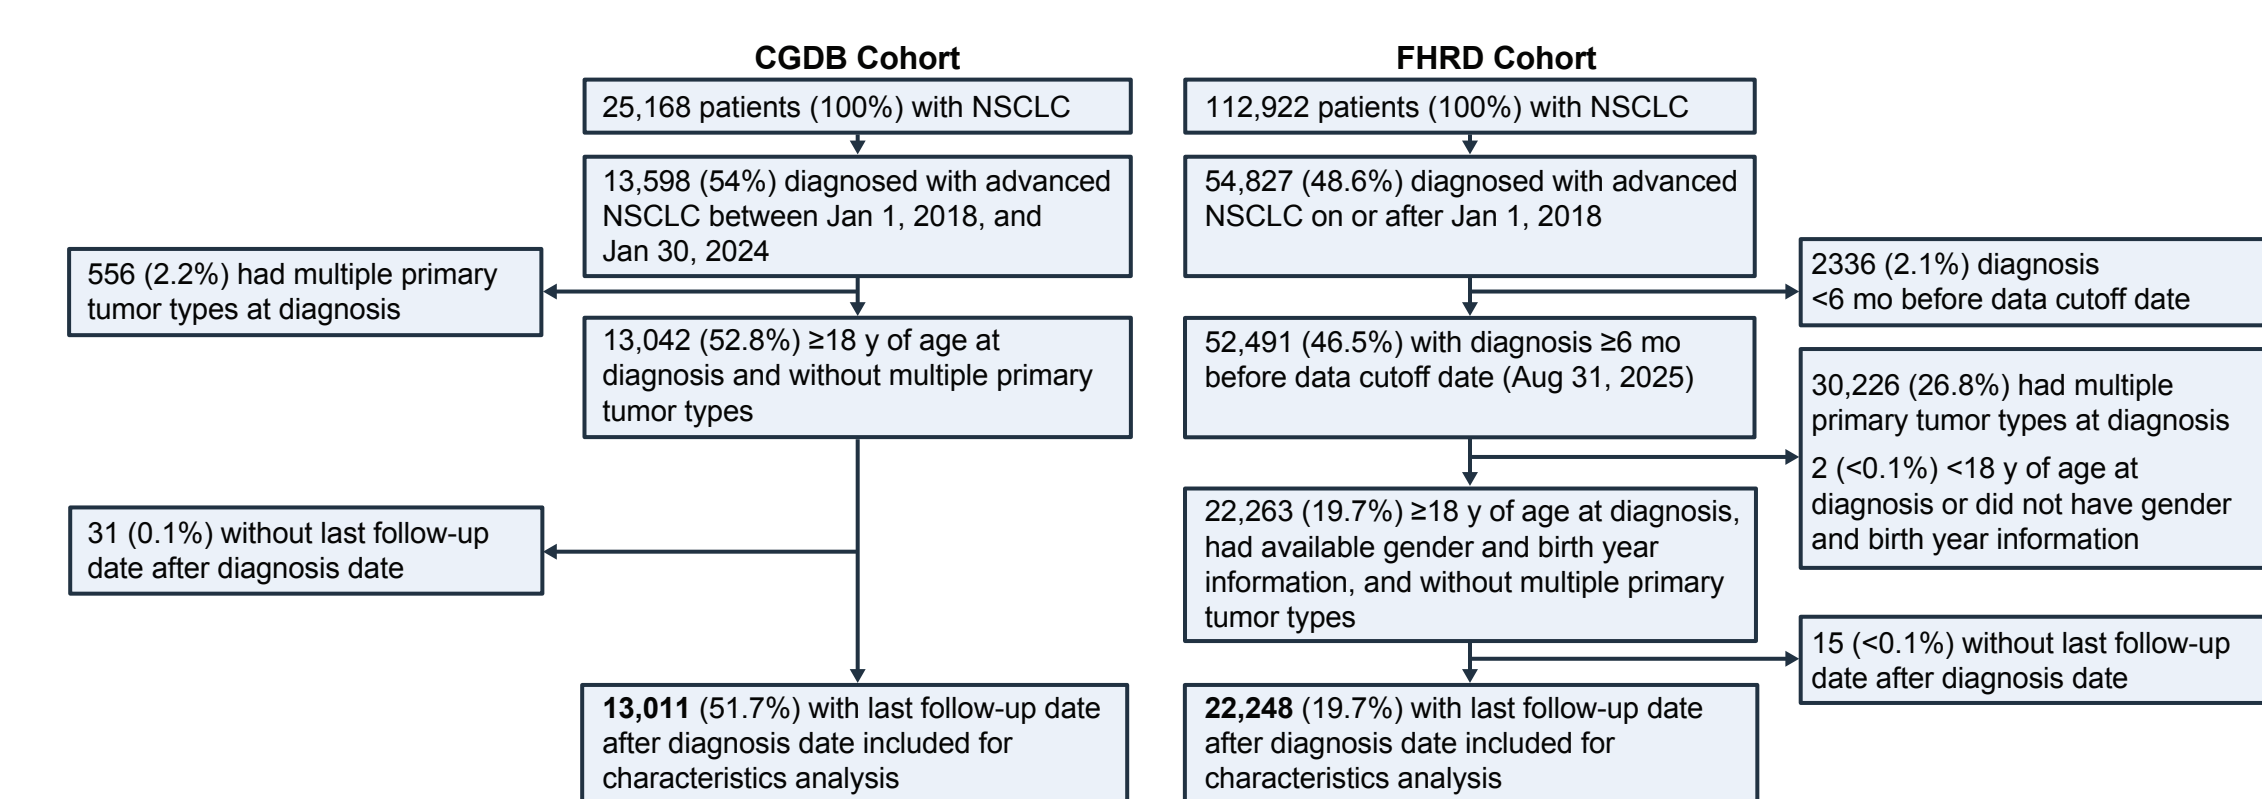 CGDB Cohort
25,168 patients (100%) with NSCLC
13,598 (54%) diagnosed with advanced
NSCLC between Jan 1, 2018, and
Jan 30, 2024
556 (2.2%) had multiple primary
tumor types at diagnosis
13,042 (52.8%) ≥18 y of age at
diagnosis and without multiple primary
tumor types
31 (0.1%) without last follow-up
date after diagnosis date
13,011 (51.7%) with last follow-up date
after diagnosis date included for
characteristics analysis
FHRD Cohort
112,922 patients (100%) with NSCLC
54,827 (48.6%) diagnosed with advanced
NSCLC on or after Jan 1, 2018
2336 (2.1%) diagnosis
<6 mo before data cutoff date
52,491 (46.5%) with diagnosis ≥6 mo
before data cutoff date (Aug 31, 2025)
30,226 (26.8%) had multiple
primary tumor types at diagnosis
2 (<0.1%) <18 y of age at
diagnosis or did not have gender
and birth year information
22,263 (19.7%) ≥18 y of age at diagnosis,
had available gender and birth year
information, and without multiple primary
tumor types
15 (<0.1%) without last follow-up
date after diagnosis date
22,248 (19.7%) with last follow-up date
after diagnosis date included for
characteristics analysis